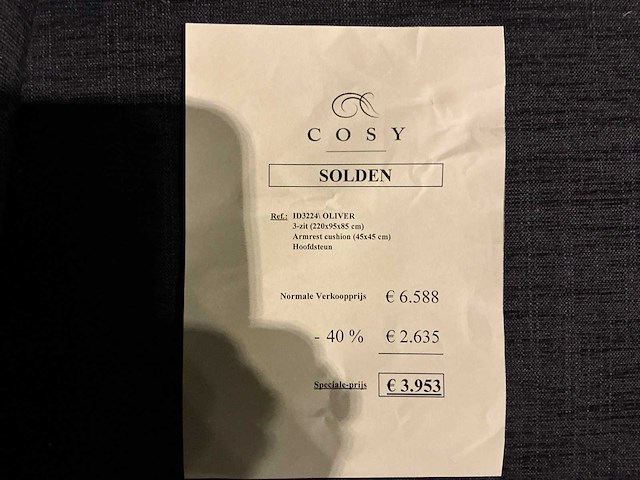 COSY
SOLDEN
Ref.: ID3224\ OLIVER
3-zit (220x95x85 cm)
Armrest cushion (45x45 cm)
Hoofdsteun
Normale Verkoopprijs € 6.588
- 40 % € 2.635
Speciale-prijs € 3.953